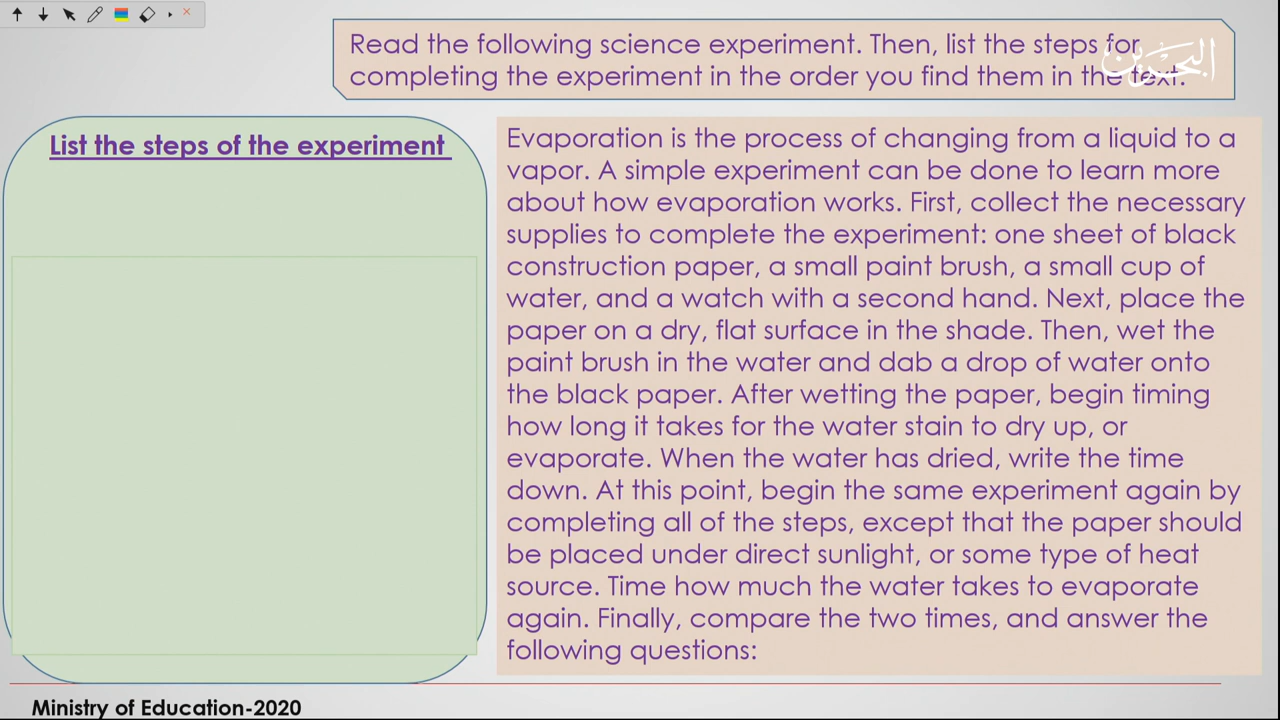 Read the following science experiment. Then, list the steps for
completing the experiment in the order you find them in the text.
البحرين
List the steps of the experiment
Evaporation is the process of changing from a liquid to a
vapor. A simple experiment can be done to learn more
about how evaporation works. First, collect the necessary
supplies to complete the experiment: one sheet of black
construction paper, a small paint brush, a small cup of
water, and a watch with a second hand. Next, place the
paper on a dry, flat surface in the shade. Then, wet the
paint brush in the water and dab a drop of water onto
the black paper. After wetting the paper, begin timing
how long it takes for the water stain to dry up, or
evaporate. When the water has dried, write the time
down. At this point, begin the same experiment again by
completing all of the steps, except that the paper should
be placed under direct sunlight, or some type of heat
source. Time how much the water takes to evaporate
again. Finally, compare the two times, and answer the
following questions:
Ministry of Education-2020